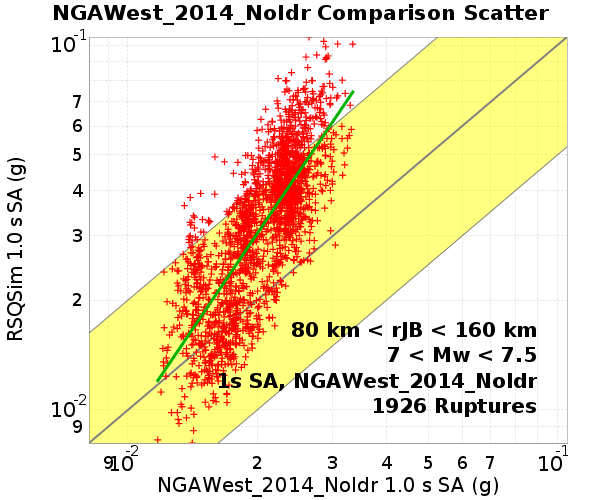 NGAWest_2014_NoIdr Comparison Scatter
10-1
7
6
5
4
3
2
10-2
9
RSQSim 1.0 s SA (g)
80 km < rJB < 160 km
7 < Mw < 7.5
1s SA, NGAWest_2014_NoIdr
1926 Ruptures
9 10-2 2 3 4 5 6 7 10-1
NGAWest_2014_NoIdr 1.0 s SA (g)